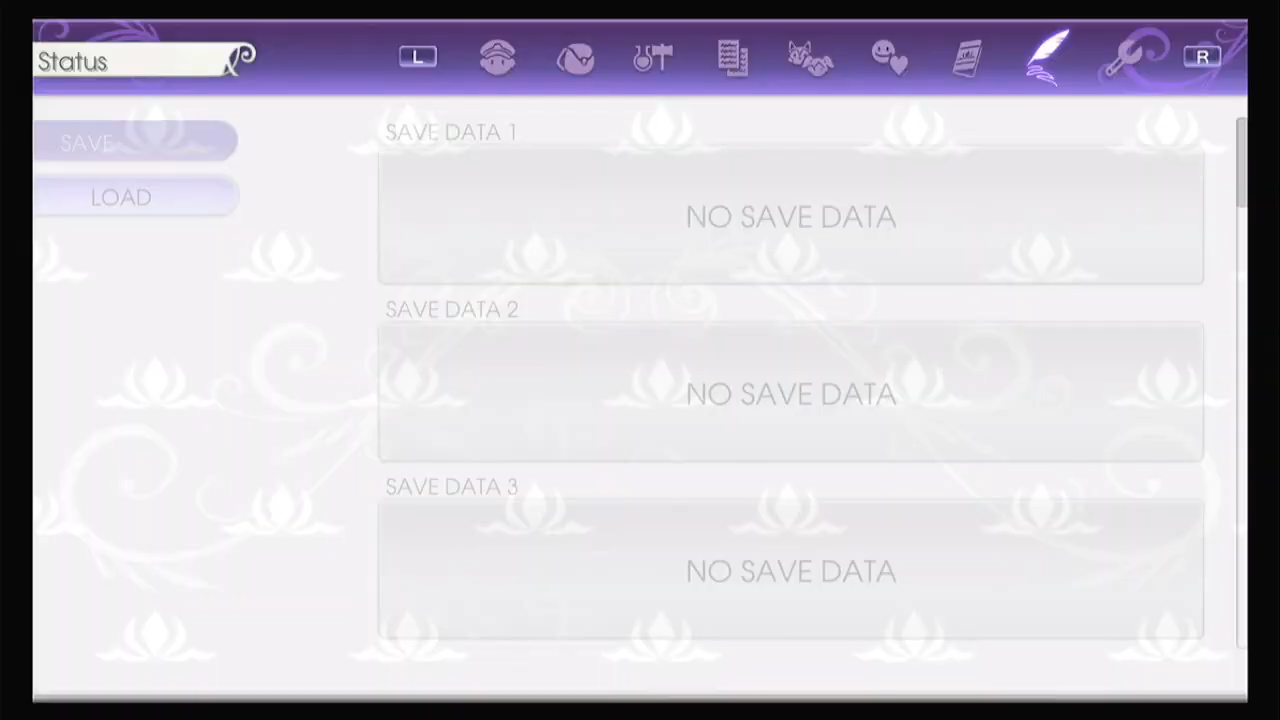 Status
L
R
SAVE
LOAD
SAVE DATA 1
NO SAVE DATA
SAVE DATA 2
NO SAVE DATA
SAVE DATA 3
NO SAVE DATA